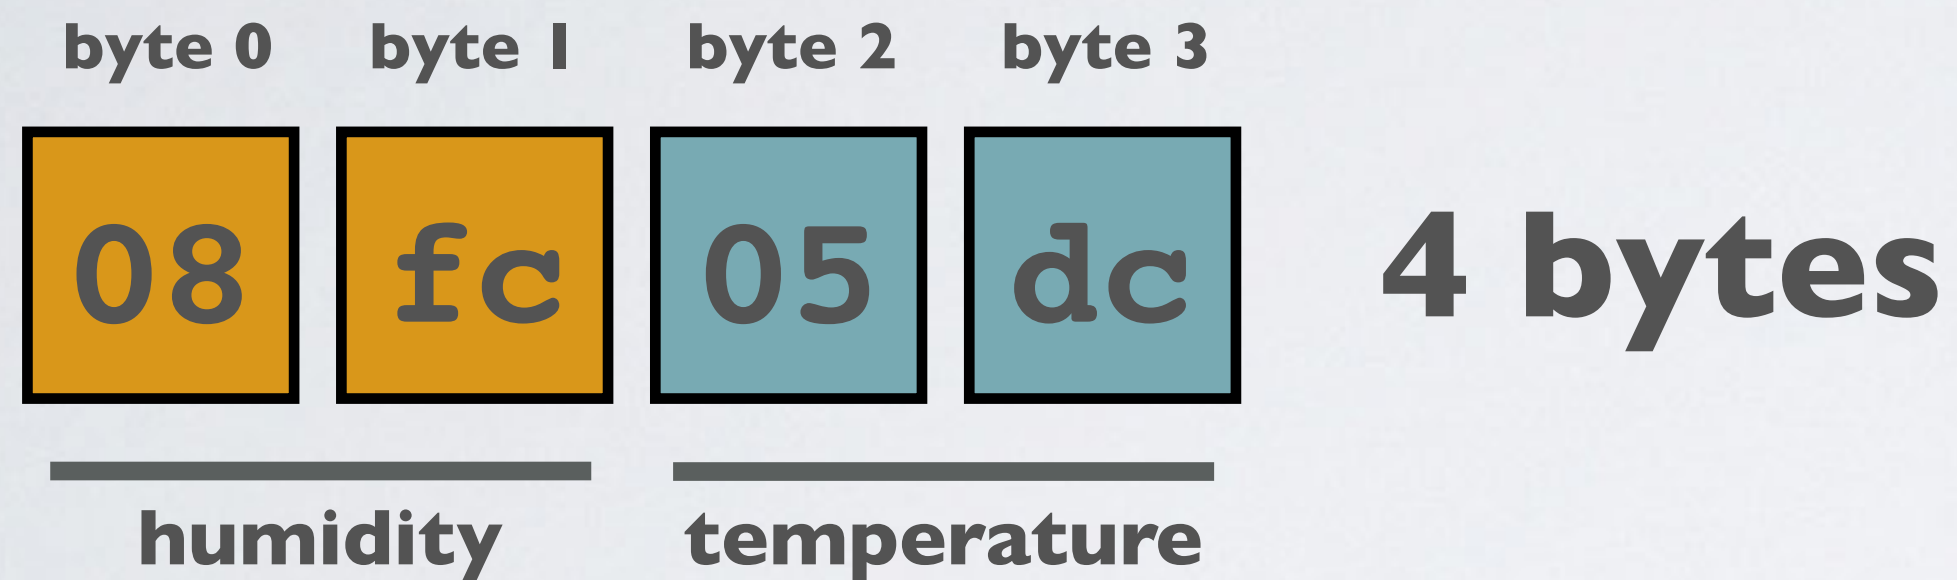 byte 0 byte 1 byte 2 byte 3
08 fc 05 dc 4 bytes
humidity temperature